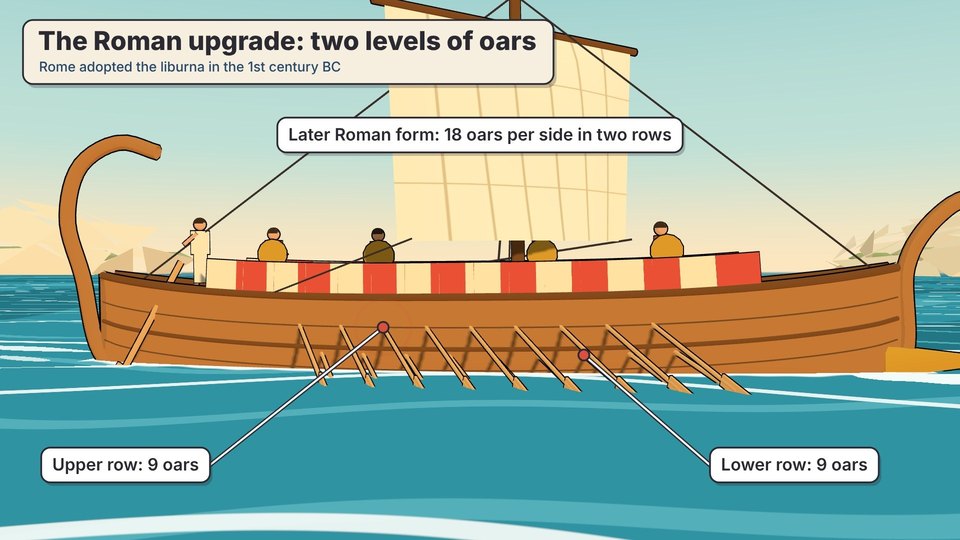 The Roman upgrade: two levels of oars
Rome adopted the liburna in the 1st century BC
Later Roman form: 18 oars per side in two rows
Upper row: 9 oars
Lower row: 9 oars